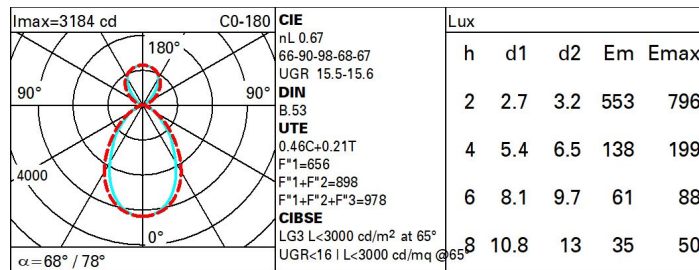 Imax=3184 cd C0-180
180°
90° 90°
4000
0°
α=68° / 78°
CIE
nL 0.67
66-90-98-68-67
UGR 15.5-15.6
DIN
B.53
UTE
0.46C+0.21T
F"1=656
F"1+F"2=898
F"1+F"2+F"3=978
CIBSE
LG3 L<3000 cd/m² at 65°
UGR<16 | L<3000 cd/mq @65°
Lux
h d1 d2 Em Emax
2 2.7 3.2 553 796
4 5.4 6.5 138 199
6 8.1 9.7 61 88
8 10.8 13 35 50